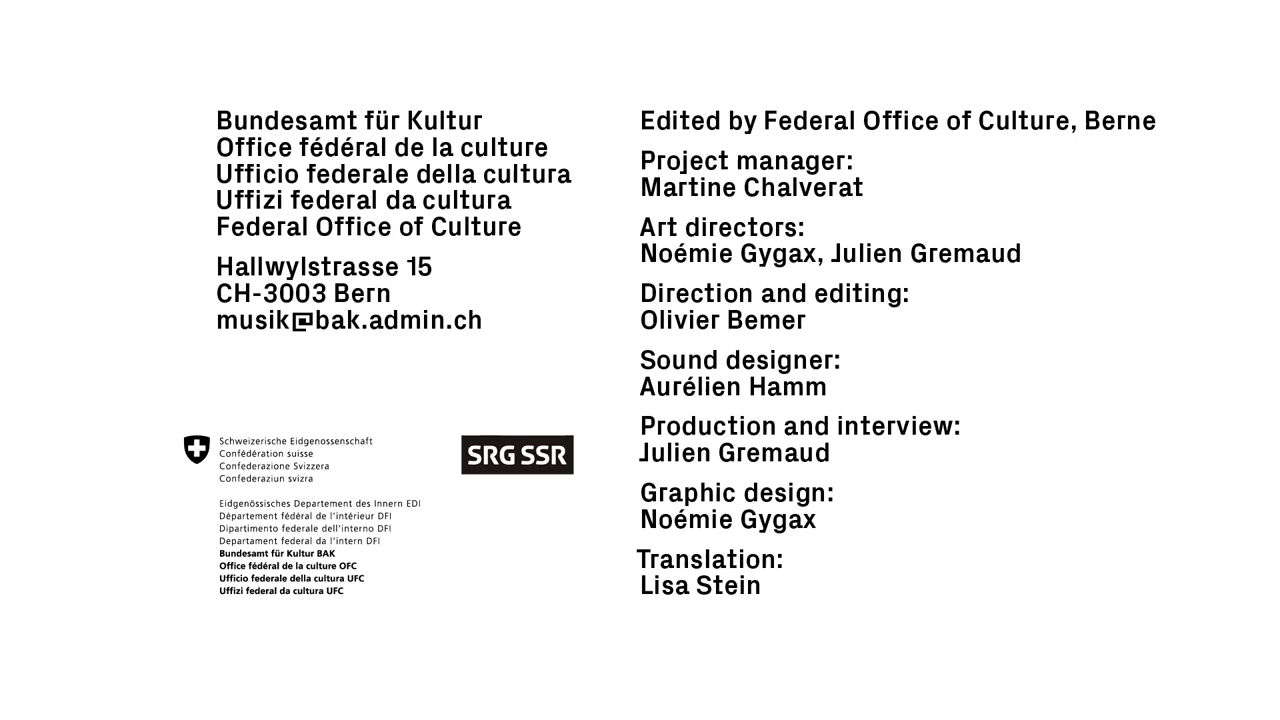 Bundesamt für Kultur
Office fédéral de la culture
Ufficio federale della cultura
Uffizi federal da cultura
Federal Office of Culture
Hallwylstrasse 15
CH-3003 Bern
musik@bak.admin.ch
Schweizerische Eidgenossenschaft
Confédération suisse
Confederazione Svizzera
Confederaziun svizra
Eidgenössisches Departement des Innern EDI
Département fédéral de l'intérieur DFI
Dipartimento federale dell'interno DFI
Departament federal da l'intern DFI
Bundesamt für Kultur BAK
Office fédéral de la culture OFC
Ufficio federale della cultura UFC
Uffizi federal da cultura UFC
SRG SSR
Edited by Federal Office of Culture, Berne
Project manager:
Martine Chalverat
Art directors:
Noémie Gygax, Julien Gremaud
Direction and editing:
Olivier Bemer
Sound designer:
Aurélien Hamm
Production and interview:
Julien Gremaud
Graphic design:
Noémie Gygax
Translation:
Lisa Stein